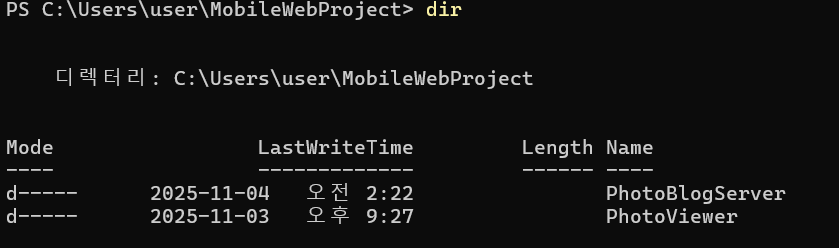 PS C:\Users\user\MobileWebProject> dir
디렉터리: C:\Users\user\MobileWebProject
Mode                 LastWriteTime         Length Name
----                 -------------         ------ ----
d-----      2025-11-04   오전 2:22                PhotoBlogServer
d-----      2025-11-03   오후 9:27                PhotoViewer